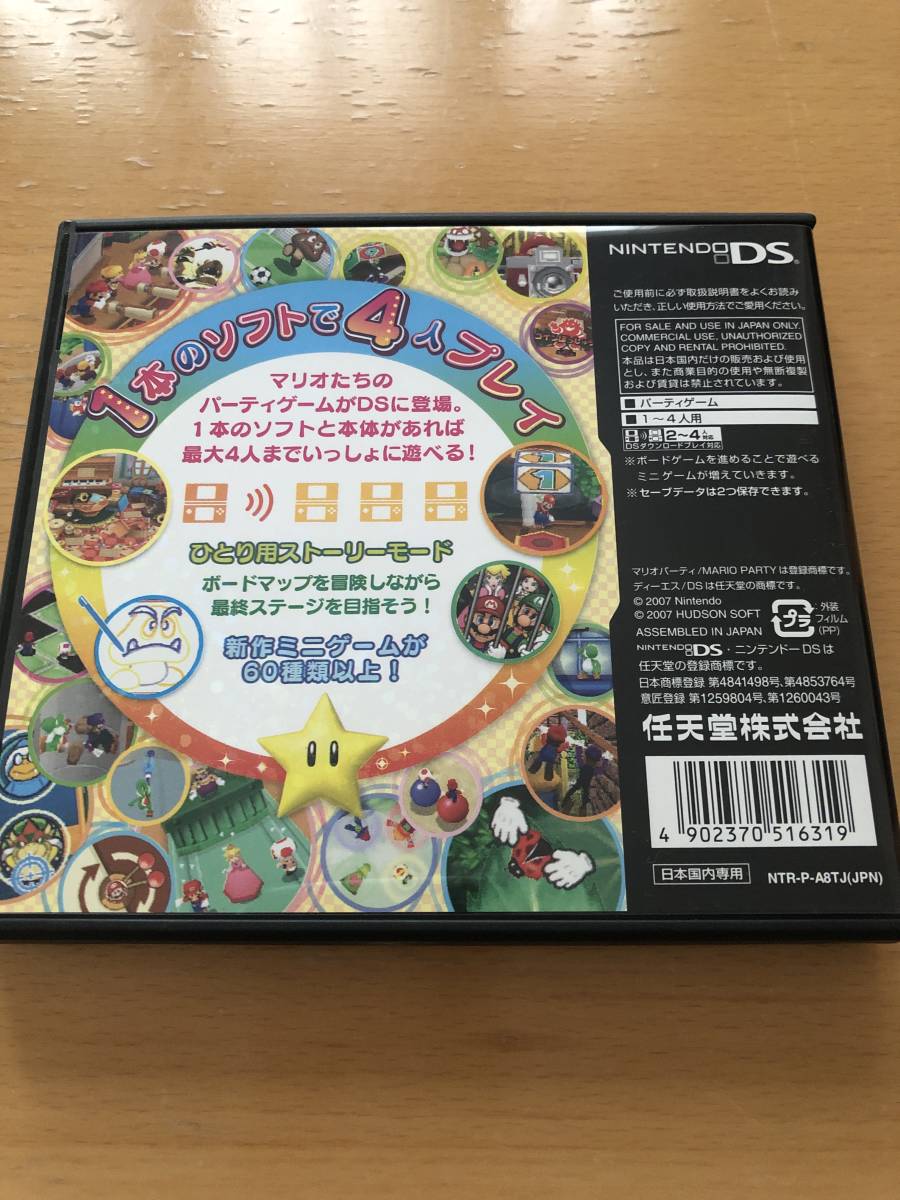 1本のソフトで4人プレイ
マリオたちの
パーティゲームがDSに登場。
1本のソフトと本体があれば
最大4人までいっしょに遊べる！
ひとり用ストーリーモード
ボードマップを冒険しながら
最終ステージを目指そう！
新作ミニゲームが
60種類以上！
NINTENDO DS®
ご使用前に必ず取扱説明書をよくお読み
いただき、正しい使用方法でご愛用ください。
FOR SALE AND USE IN JAPAN ONLY.
COMMERCIAL USE, UNAUTHORIZED
COPY AND RENTAL PROHIBITED.
本品は日本国内だけの販売および使用
とし、また商業目的の使用や無断複製
および賃貸は禁止されています。
■パーティゲーム
■1〜4人用
2〜4人対応
DSダウンロードプレイ対応
※ボードゲームを進めることで遊べる
ミニゲームが増えていきます。
※セーブデータは2つ保存できます。
マリオパーティ/MARIO PARTYは登録商標です。
ディーエス/DSは任天堂の商標です。
© 2007 Nintendo
© 2007 HUDSON SOFT
ASSEMBLED IN JAPAN
プラ
外装
フィルム
(PP)
NINTENDO DS・ニンテンドーDSは
任天堂の登録商標です。
日本商標登録 第4841498号、第4853764号
意匠登録 第1259804号、第1260043号
任天堂株式会社
4 902370 516319
日本国内専用
NTR-P-A8TJ(JPN)